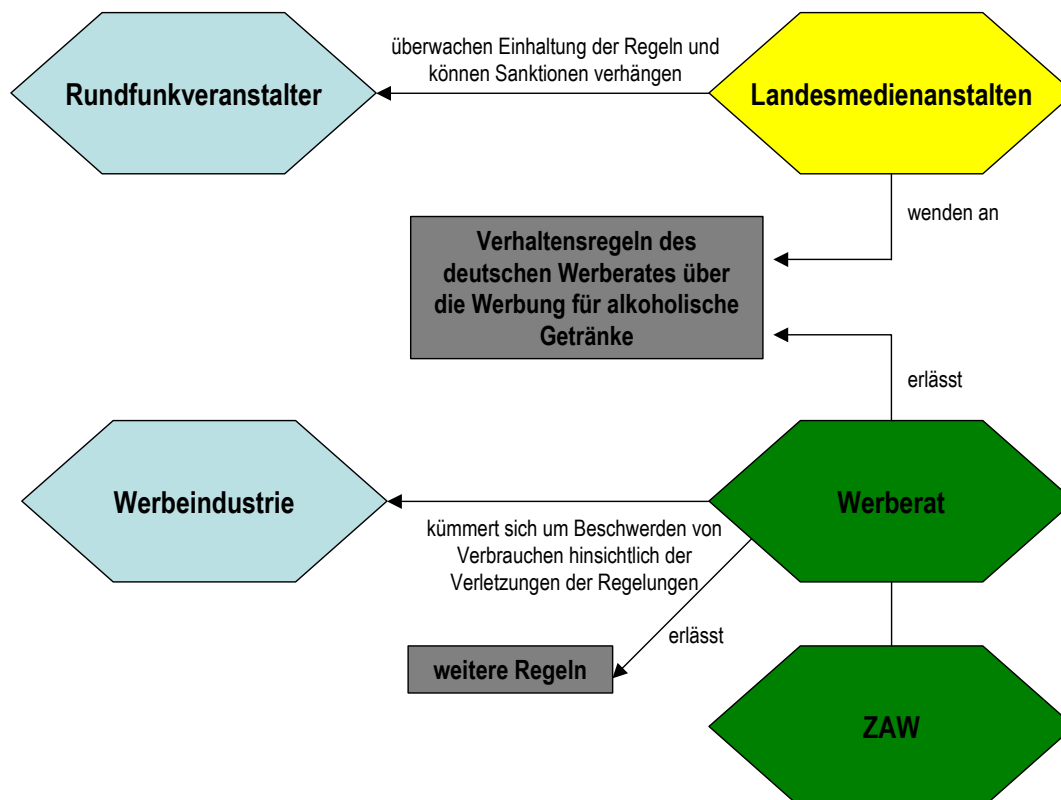 überwachen Einhaltung der Regeln und
können Sanktionen verhängen
Rundfunkveranstalter
Landesmedienanstalten
wenden an
Verhaltensregeln des
deutschen Werberates über
die Werbung für alkoholische
Getränke
erlässt
Werbeindustrie
Werberat
kümmert sich um Beschwerden von
Verbrauchen hinsichtlich der
Verletzungen der Regelungen
erlässt
weitere Regeln
ZAW